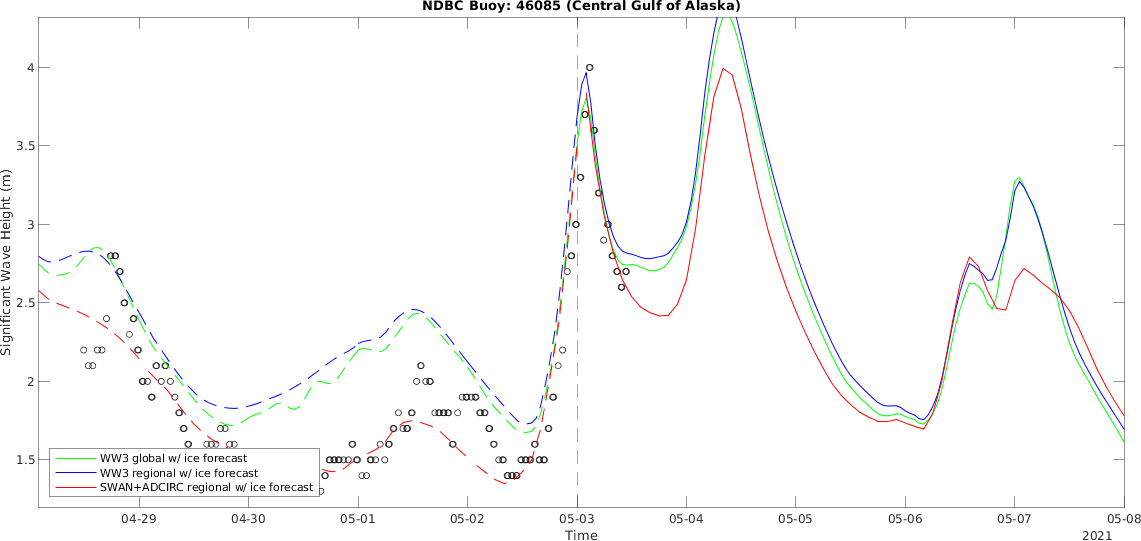 NDBC Buoy: 46085 (Central Gulf of Alaska)
Significant Wave Height (m)
4
3.5
3
2.5
2
1.5
WW3 global w/ ice forecast
WW3 regional w/ ice forecast
SWAN+ADCIRC regional w/ ice forecast
04-29 04-30 05-01 05-02 05-03 05-04 05-05 05-06 05-07 05-08
Time
2021